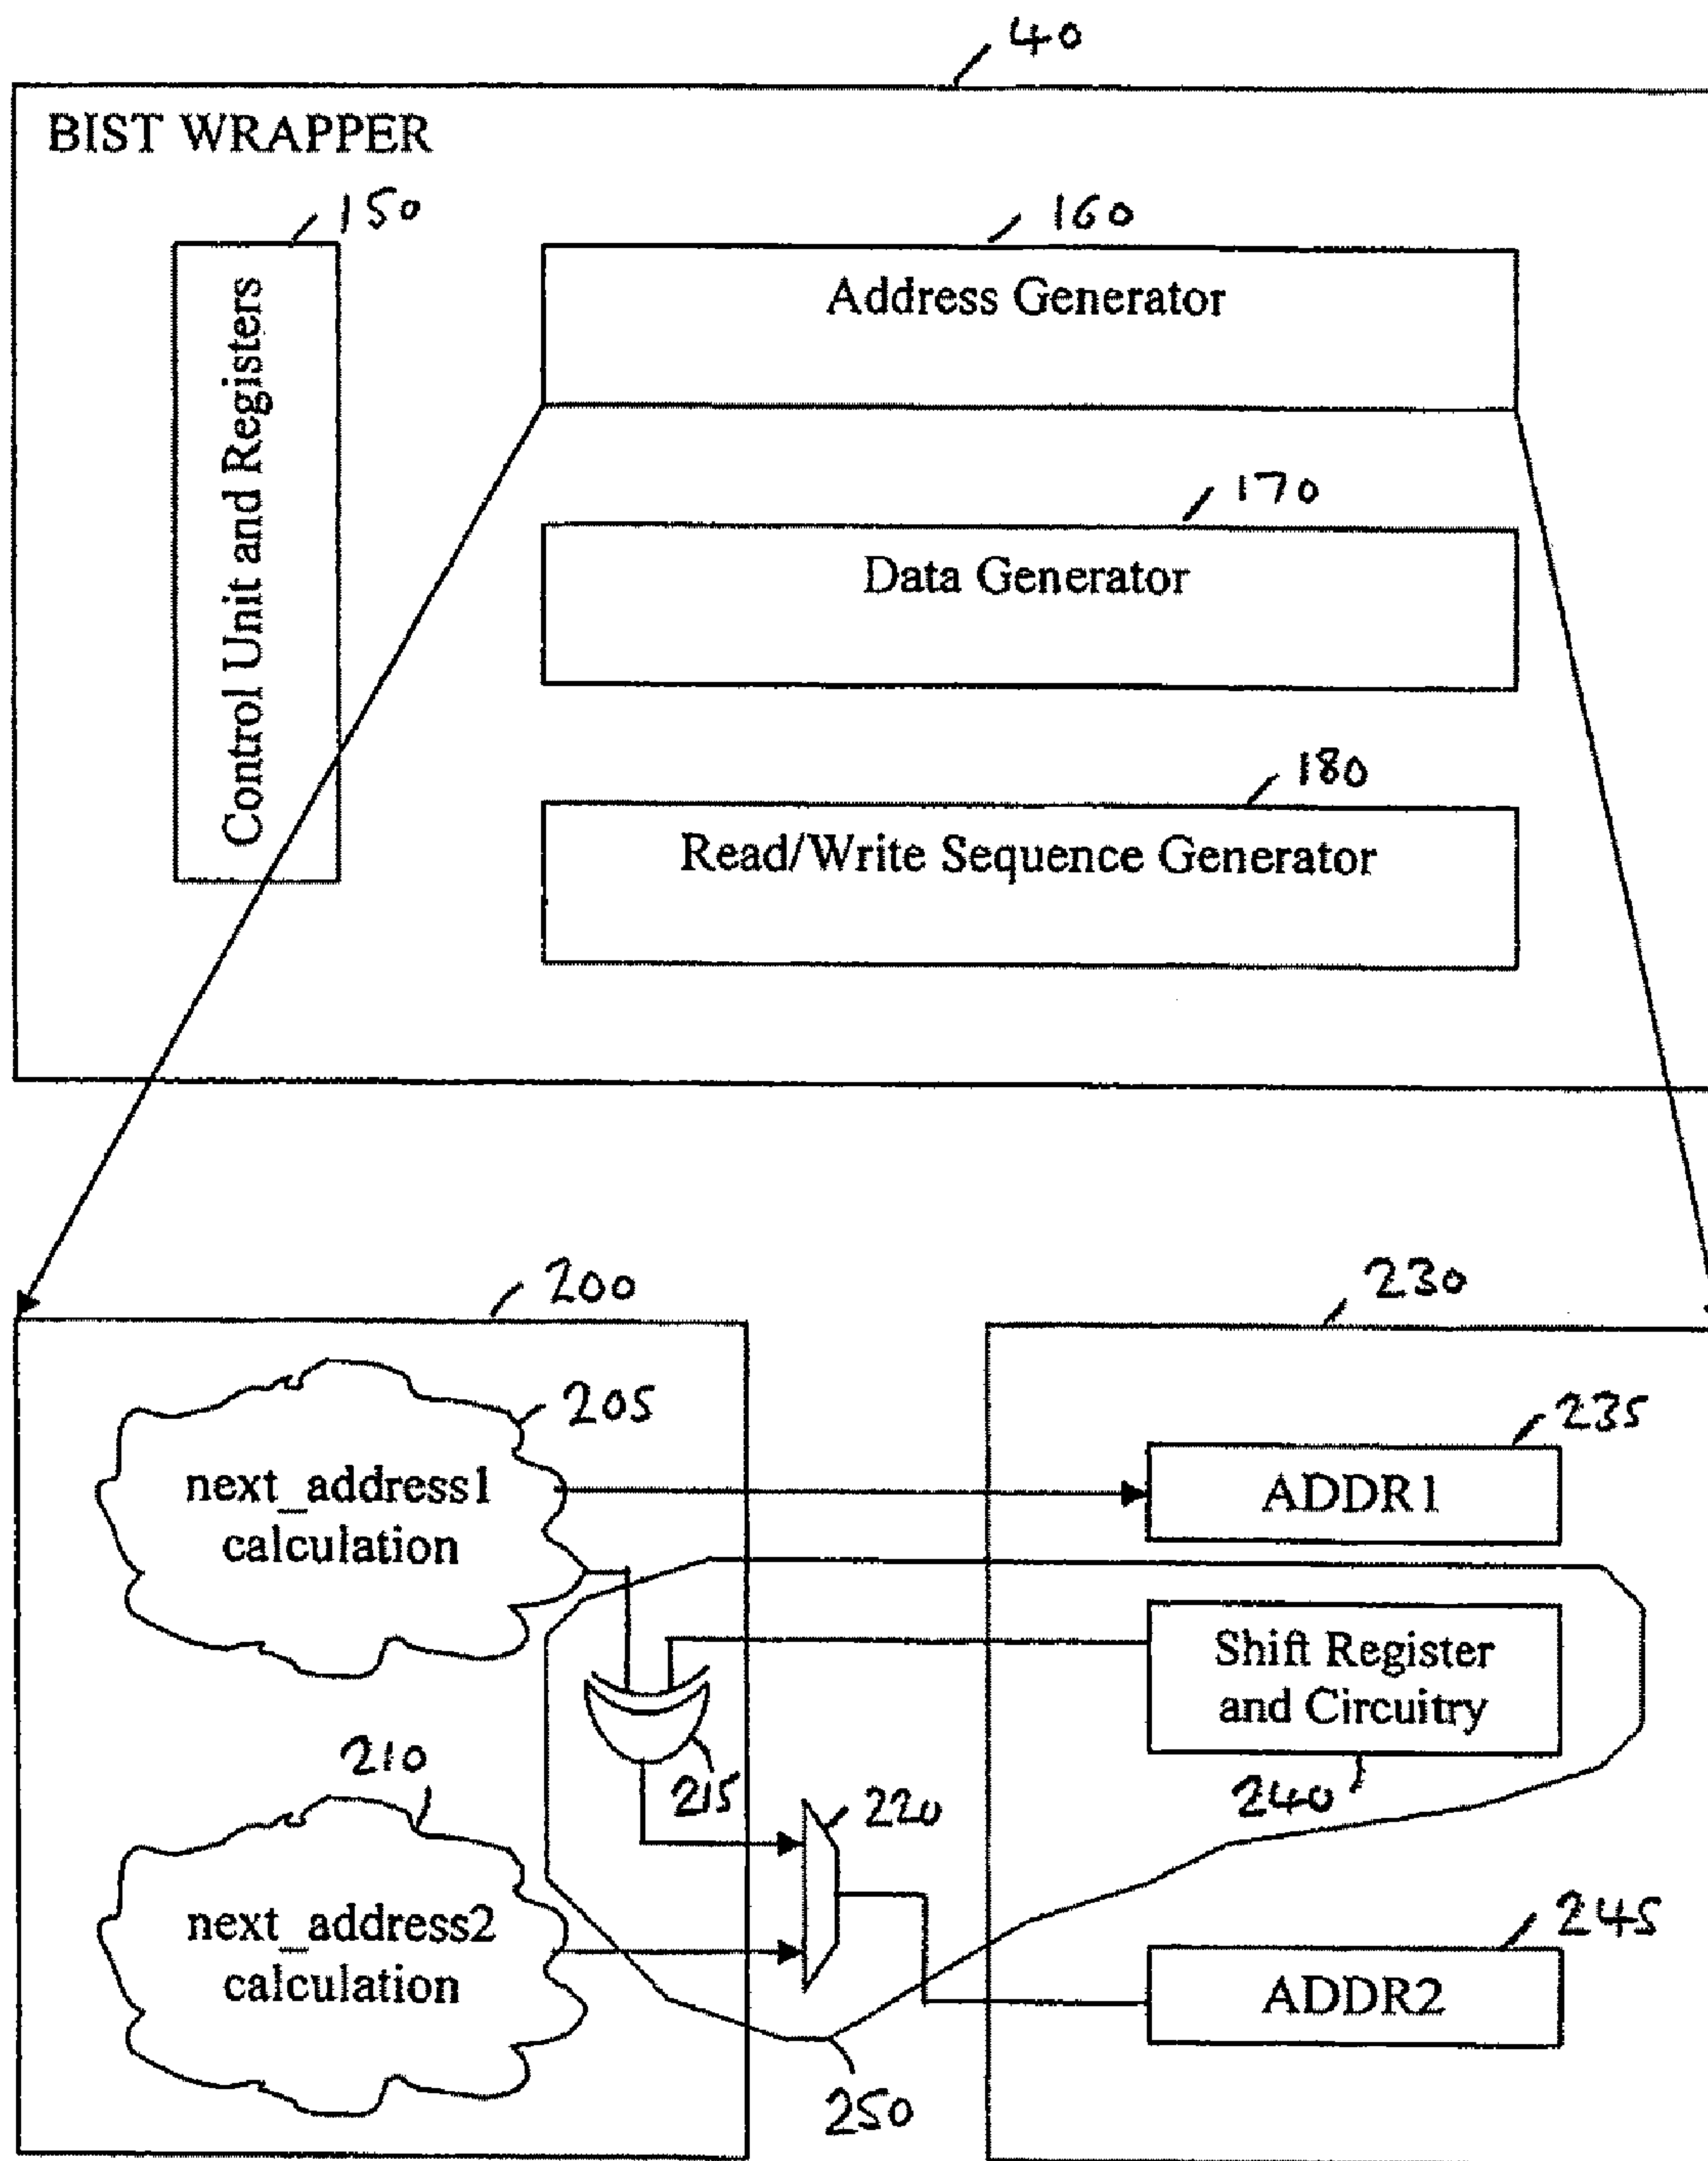 40
BIST WRAPPER
150
160
Control Unit and Registers
Address Generator
170
Data Generator
180
Read/Write Sequence Generator
200
230
205
235
next_address1
calculation
ADDR1
Shift Register
and Circuitry
210
215
220
240
next_address2
calculation
245
ADDR2
250